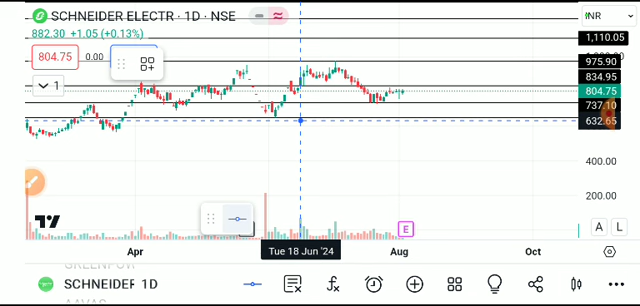 SCHNEIDER ELECTR · 1D · NSE
INR
882.30 +1.05 (+0.13%)
1,110.05
804.75
0.00
975.90
834.95
1
804.75
737.10
632.65
400.00
200.00
E
A
L
Apr
Tue 18 Jun '24
Aug
Oct
SCHNEIDER 1D